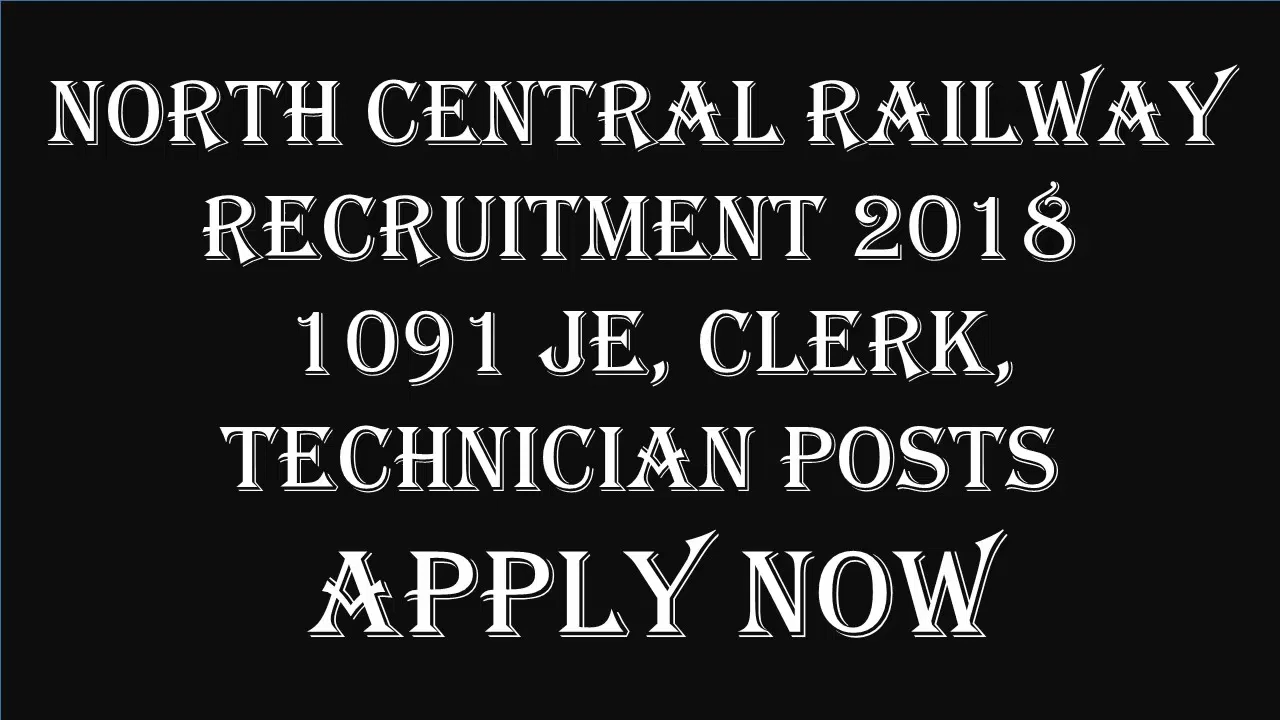 NORTH CENTRAL RAILWAY
RECRUITMENT 2018
1091 JE, CLERK,
TECHNICIAN POSTS
APPLY NOW